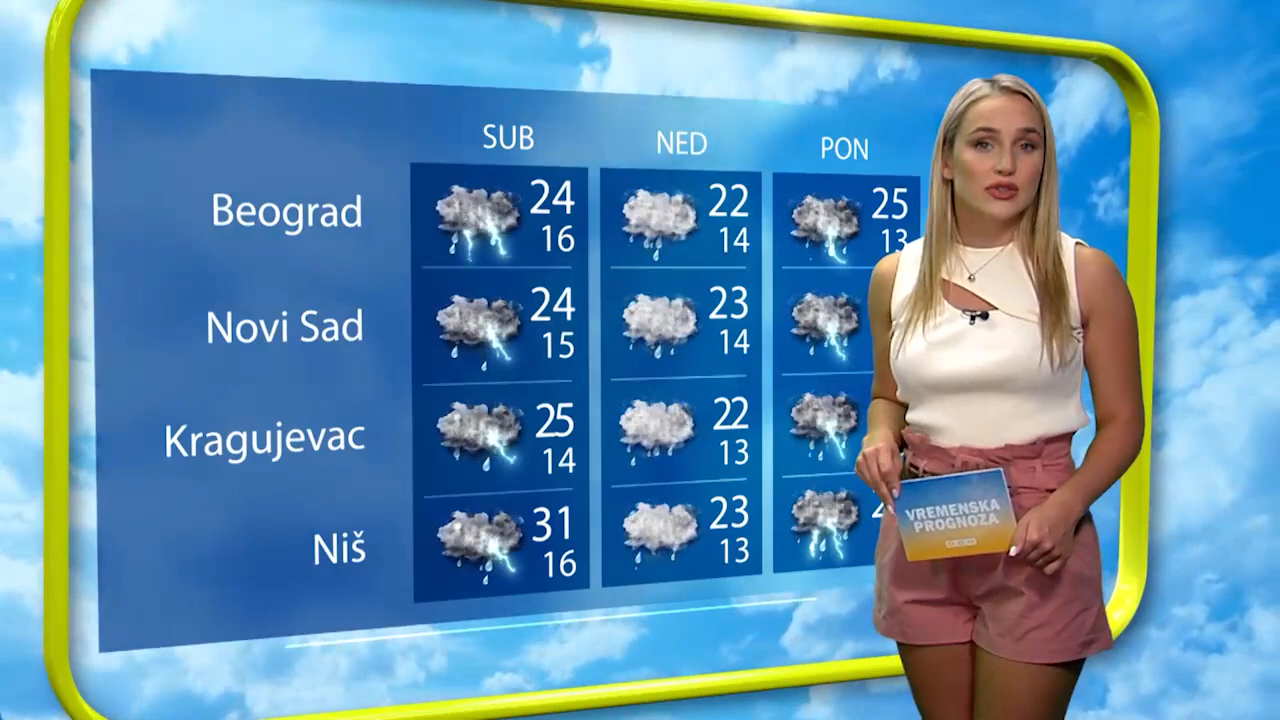 SUB NED PON
Beograd 24 22 25
16 14 13
Novi Sad 24 23
15 14
Kragujevac 25 22
14 13
Niš 31 23
16 13
VREMENSKA
PROGNOZA